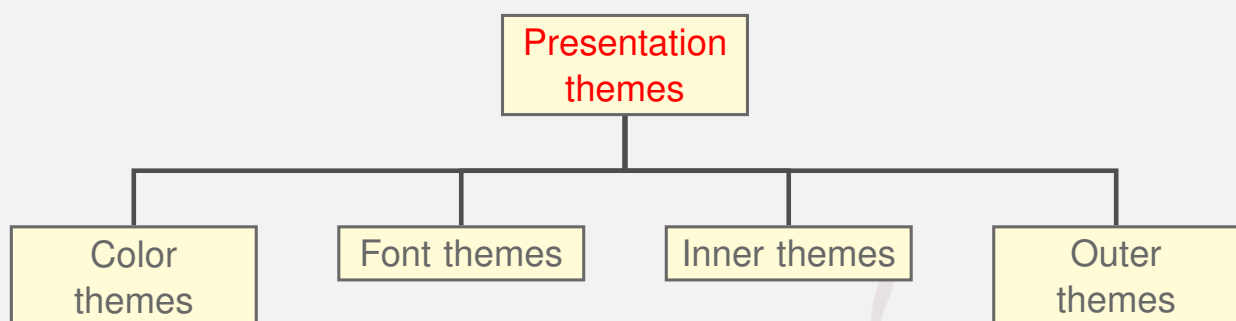 Presentation
themes
Color
themes
Font themes
Inner themes
Outer
themes